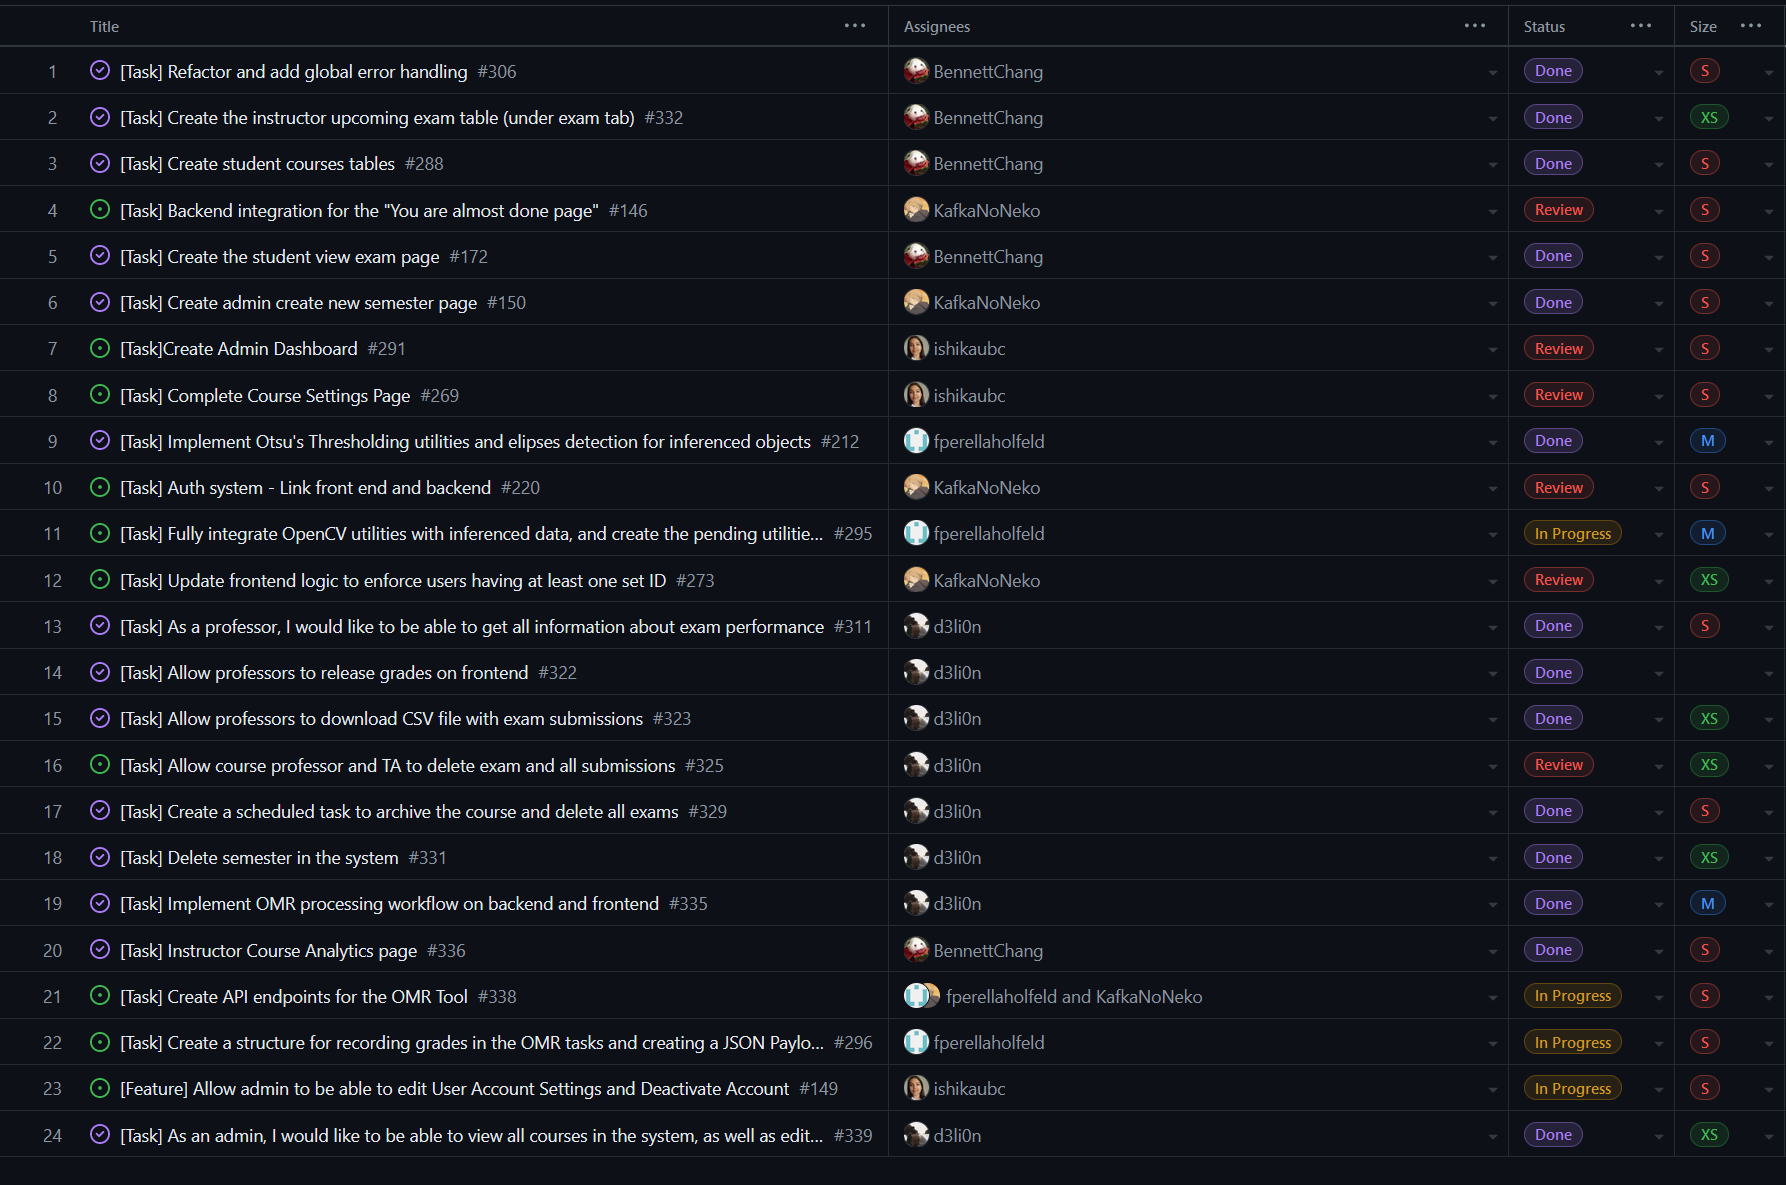 Title Assignees Status Size
1 [Task] Refactor and add global error handling #306 BennettChang Done S
2 [Task] Create the instructor upcoming exam table (under exam tab) #332 BennettChang Done XS
3 [Task] Create student courses tables #288 BennettChang Done S
4 [Task] Backend integration for the "You are almost done page" #146 KafkaNoNeko Review S
5 [Task] Create the student view exam page #172 BennettChang Done S
6 [Task] Create admin create new semester page #150 KafkaNoNeko Done S
7 [Task]Create Admin Dashboard #291 ishikaubc Review S
8 [Task] Complete Course Settings Page #269 ishikaubc Review S
9 [Task] Implement Otsu's Thresholding utilities and elipses detection for inferenced objects #212 fperellaholfeld Done M
10 [Task] Auth system - Link front end and backend #220 KafkaNoNeko Review S
11 [Task] Fully integrate OpenCV utilities with inferenced data, and create the pending utilitie... #295 fperellaholfeld In Progress M
12 [Task] Update frontend logic to enforce users having at least one set ID #273 KafkaNoNeko Review XS
13 [Task] As a professor, I would like to be able to get all information about exam performance #311 d3li0n Done S
14 [Task] Allow professors to release grades on frontend #322 d3li0n Done
15 [Task] Allow professors to download CSV file with exam submissions #323 d3li0n Done XS
16 [Task] Allow course professor and TA to delete exam and all submissions #325 d3li0n Review XS
17 [Task] Create a scheduled task to archive the course and delete all exams #329 d3li0n Done S
18 [Task] Delete semester in the system #331 d3li0n Done XS
19 [Task] Implement OMR processing workflow on backend and frontend #335 d3li0n Done M
20 [Task] Instructor Course Analytics page #336 BennettChang Done S
21 [Task] Create API endpoints for the OMR Tool #338 fperellaholfeld and KafkaNoNeko In Progress S
22 [Task] Create a structure for recording grades in the OMR tasks and creating a JSON Paylo... #296 fperellaholfeld In Progress S
23 [Feature] Allow admin to be able to edit User Account Settings and Deactivate Account #149 ishikaubc In Progress S
24 [Task] As an admin, I would like to be able to view all courses in the system, as well as edit... #339 d3li0n Done XS